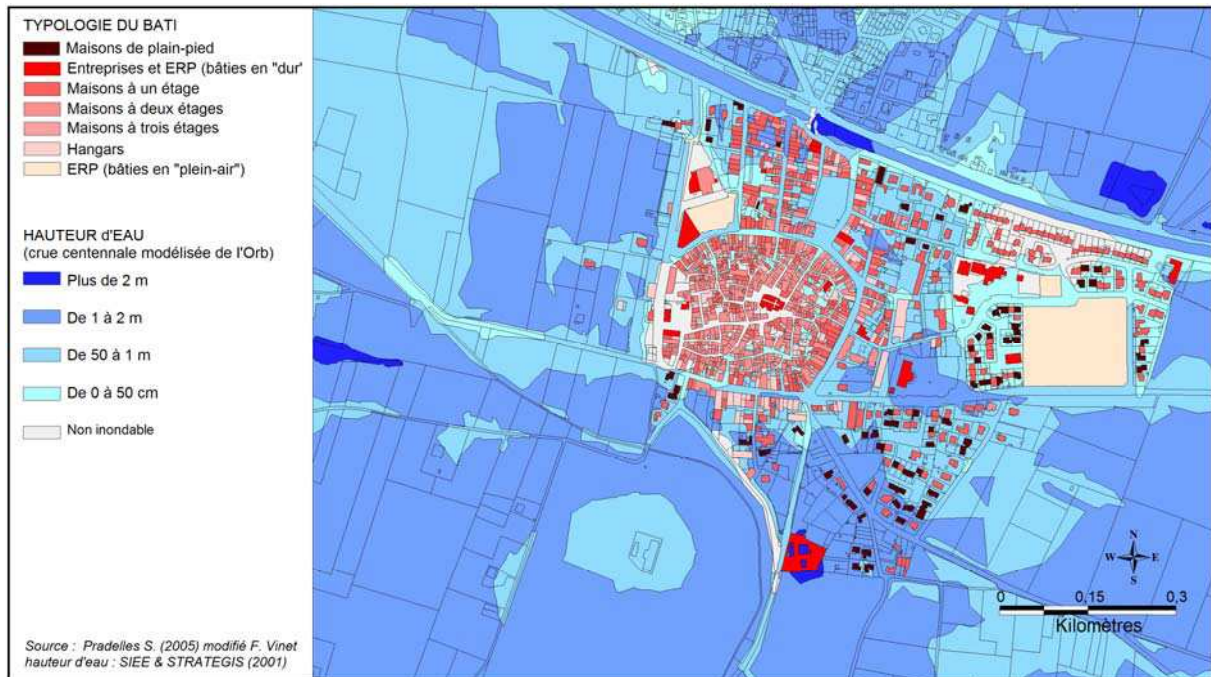 TYPOLOGIE DU BATI
Maisons de plain-pied
Entreprises et ERP (bâties en "dur'
Maisons à un étage
Maisons à deux étages
Maisons à trois étages
Hangars
ERP (bâties en "plein-air")
HAUTEUR d'EAU
(crue centennale modélisée de l'Orb)
Plus de 2 m
De 1 à 2 m
De 50 à 1 m
De 0 à 50 cm
Non inondable
Source : Pradelles S. (2005) modifié F. Vinet
hauteur d'eau : SIEE & STRATEGIS (2001)
N
W E
S
0 0,15 0,3
Kilomètres